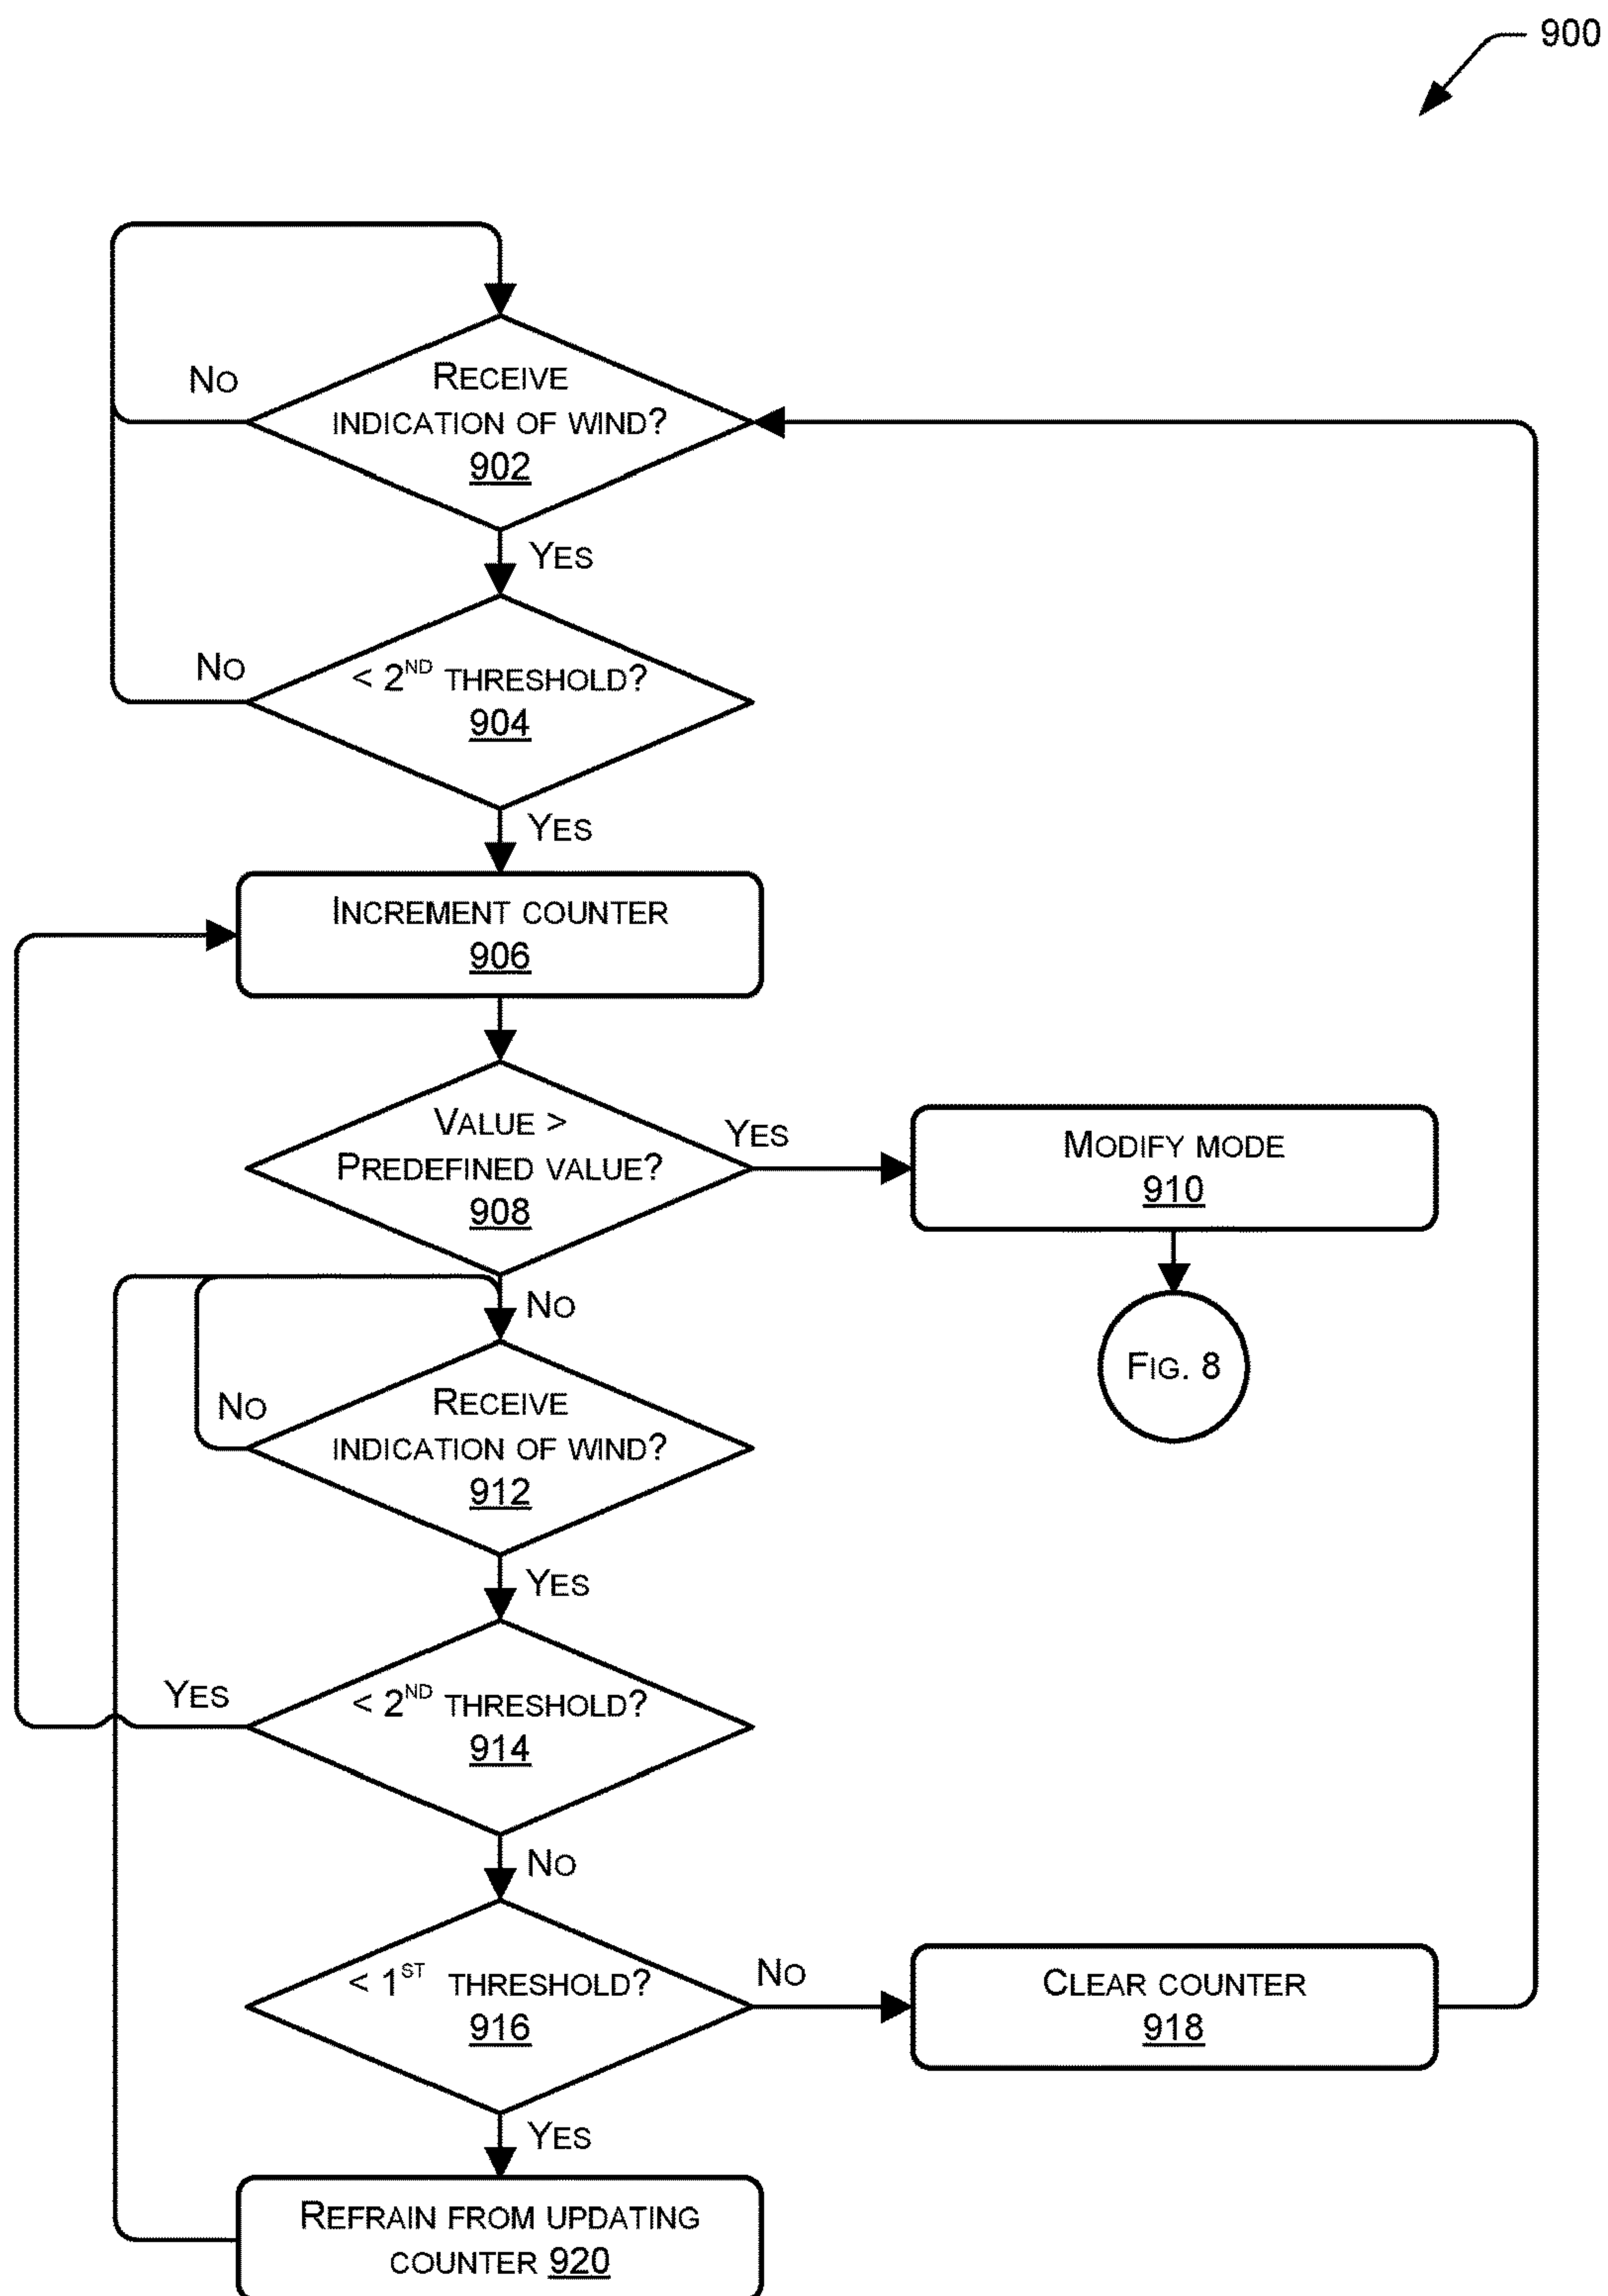 900
No
Receive
indication of wind?
902
Yes
No
< 2nd threshold?
904
Yes
Increment counter
906
Value >
Predefined value?
908
Yes
Modify mode
910
No
Fig. 8
No
Receive
indication of wind?
912
Yes
Yes
< 2nd threshold?
914
No
< 1st threshold?
916
No
Clear counter
918
Yes
Refrain from updating
counter 920